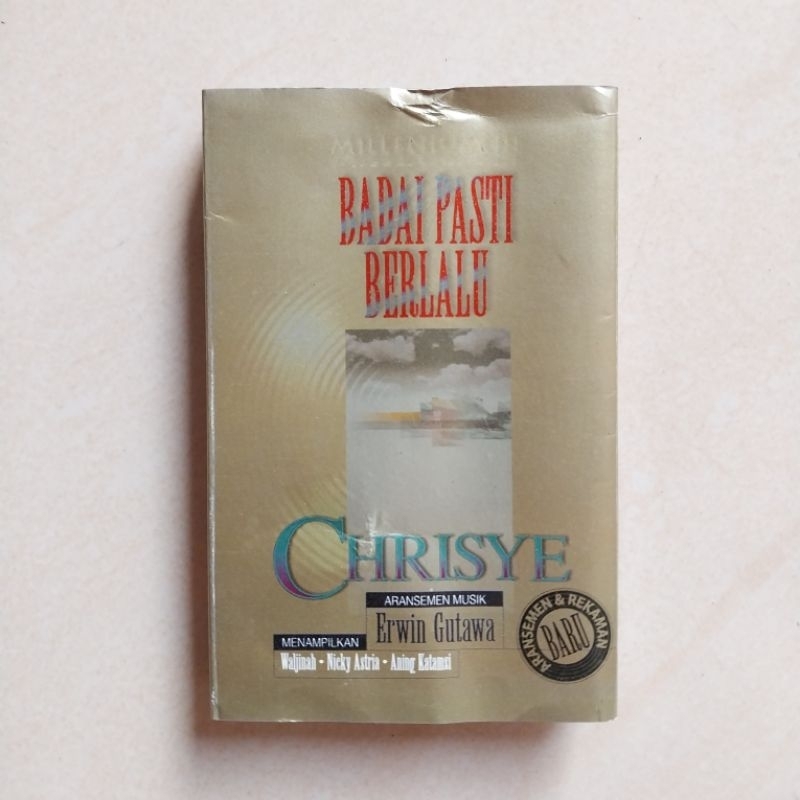 BADAI PASTI
BERLALU
CHRISYE
ARANSEMEN MUSIK
Erwin Gutawa
MENAMPILKAN
Waljinah • Nicky Astria • Aning Katamsi
ARANSEMEN & REKAMAN
BARU